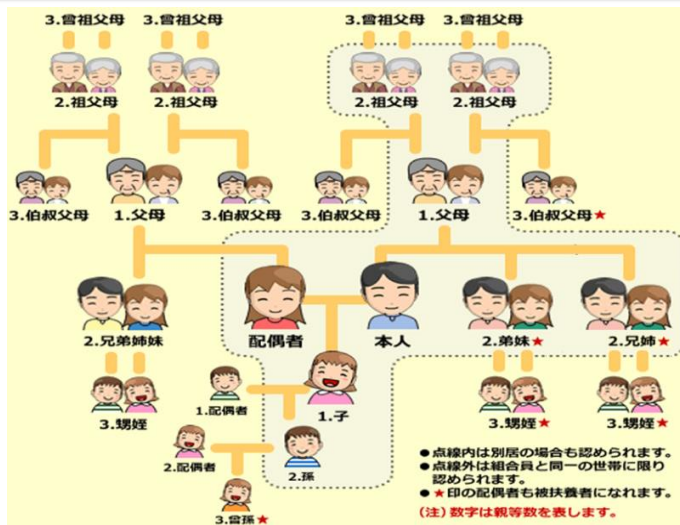 3.曾祖父母
3.曾祖父母
3.曾祖父母
3.曾祖父母
2.祖父母
2.祖父母
2.祖父母
2.祖父母
3.伯叔父母
1.父母
3.伯叔父母
3.伯叔父母
1.父母
3.伯叔父母★
2.兄弟姉妹
配偶者
本人
2.弟妹★
2.兄姉★
3.甥姪
1.配偶者
1.子
3.甥姪★
3.甥姪★
2.配偶者
2.孫
3.曾孫★
●点線内は別居の場合も認められます。
●点線外は組合員と同一の世帯に限り
認められます。
●★印の配偶者も被扶養者になれます。
(注)数字は親等数を表します。